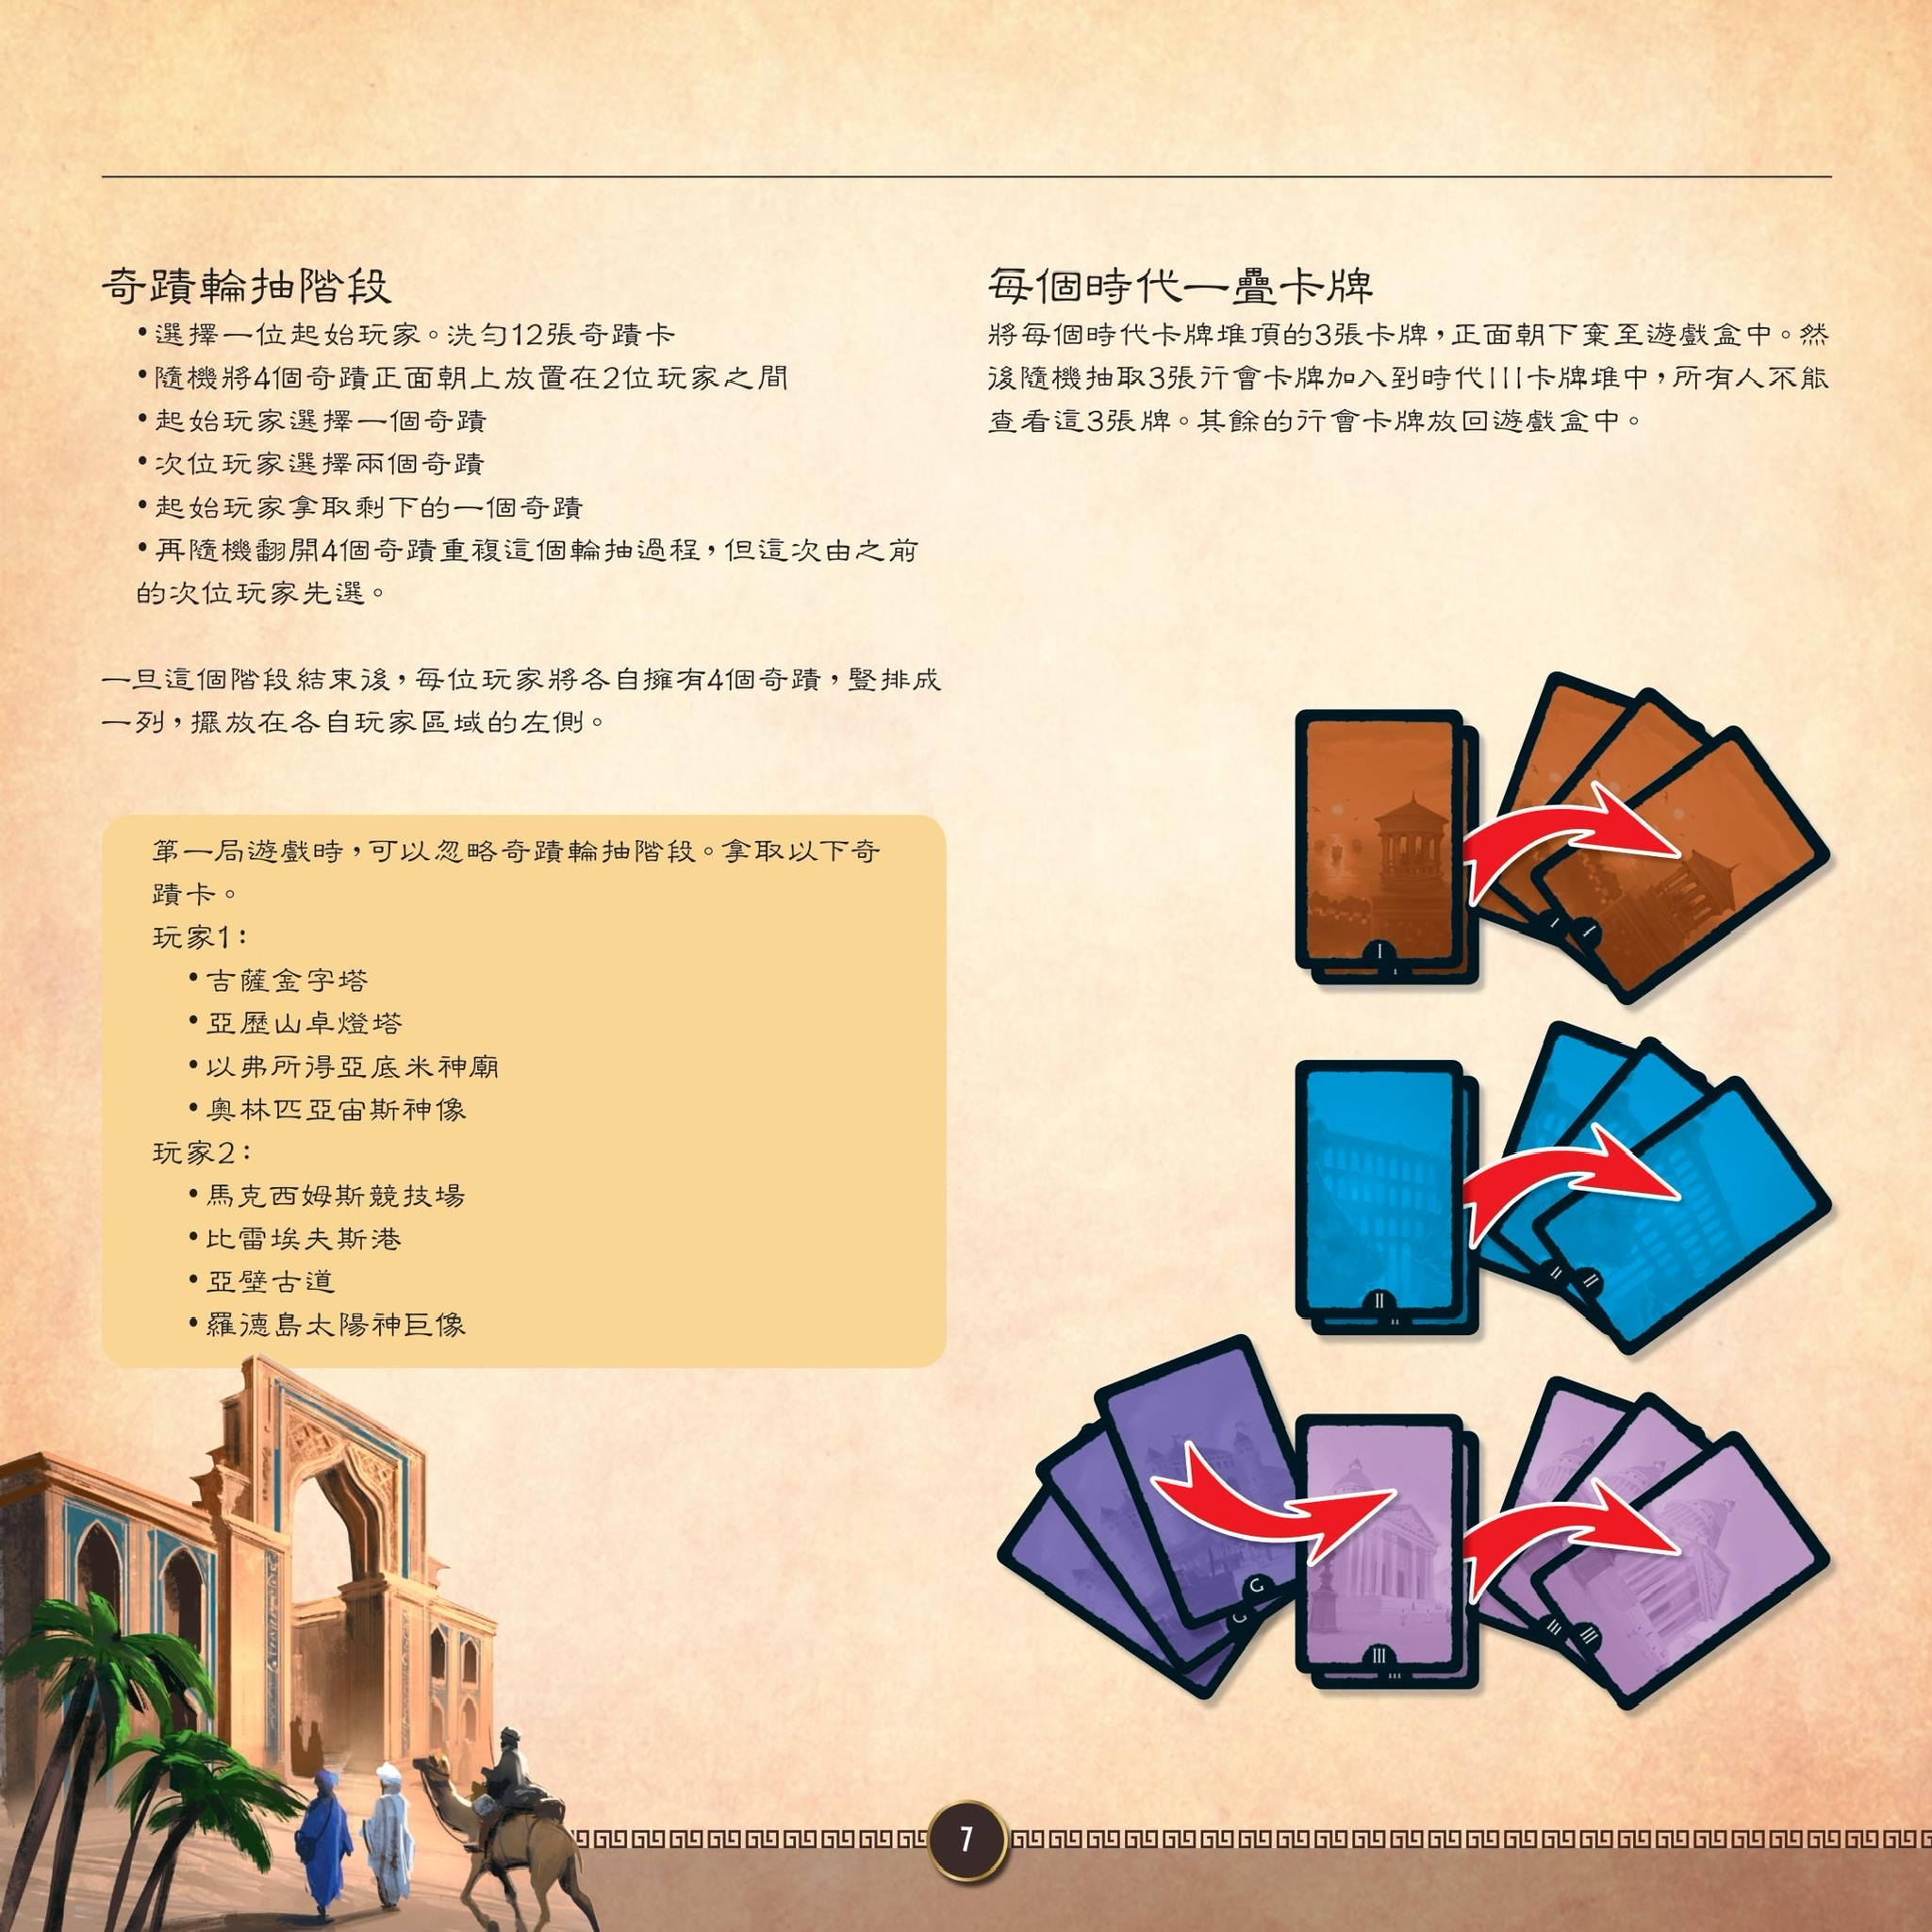 奇蹟輪抽階段
•選擇一位起始玩家。洗勻12張奇蹟卡
•隨機將4個奇蹟正面朝上放置在2位玩家之間
•起始玩家選擇一個奇蹟
•次位玩家選擇兩個奇蹟
•起始玩家拿取剩下的一個奇蹟
•再隨機翻開4個奇蹟重複這個輪抽過程，但這次由之前
的次位玩家先選。
一旦這個階段結束後，每位玩家將各自擁有4個奇蹟，豎排成
一列，擺放在各自玩家區域的左側。
第一局遊戲時，可以忽略奇蹟輪抽階段。拿取以下奇
蹟卡。
玩家1：
•吉薩金字塔
•亞歷山卓燈塔
•以弗所得亞底米神廟
•奧林匹亞宙斯神像
玩家2：
•馬克西姆斯競技場
•比雷埃夫斯港
•亞壁古道
•羅德島太陽神巨像
每個時代一疊卡牌
將每個時代卡牌堆頂的3張卡牌，正面朝下棄至遊戲盒中。然
後隨機抽取3張行會卡牌加入到時代III卡牌堆中，所有人不能
查看這3張牌。其餘的行會卡牌放回遊戲盒中。
I
I
I
I
II
II
II
II
G
G
III
III
III
III
7